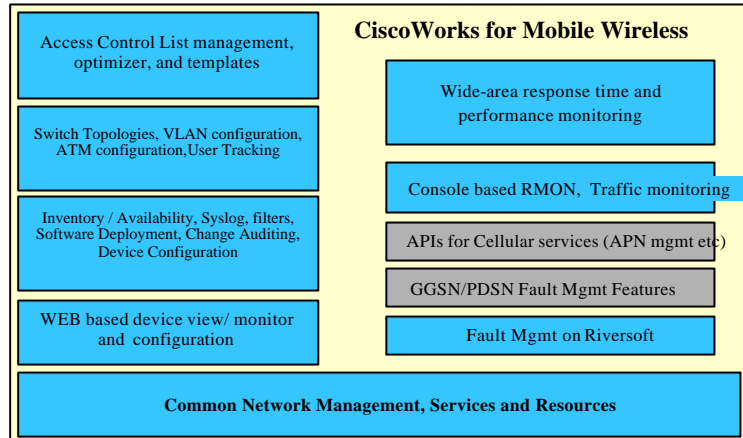 CiscoWorks for Mobile Wireless
Access Control List management,
optimizer, and templates
Switch Topologies, VLAN configuration,
ATM configuration,User Tracking
Inventory / Availability, Syslog, filters,
Software Deployment, Change Auditing,
Device Configuration
WEB based device view/ monitor
and configuration
Wide-area response time and
performance monitoring
Console based RMON, Traffic monitoring
APIs for Cellular services (APN mgmt etc)
GGSN/PDSN Fault Mgmt Features
Fault Mgmt on Riversoft
Common Network Management, Services and Resources